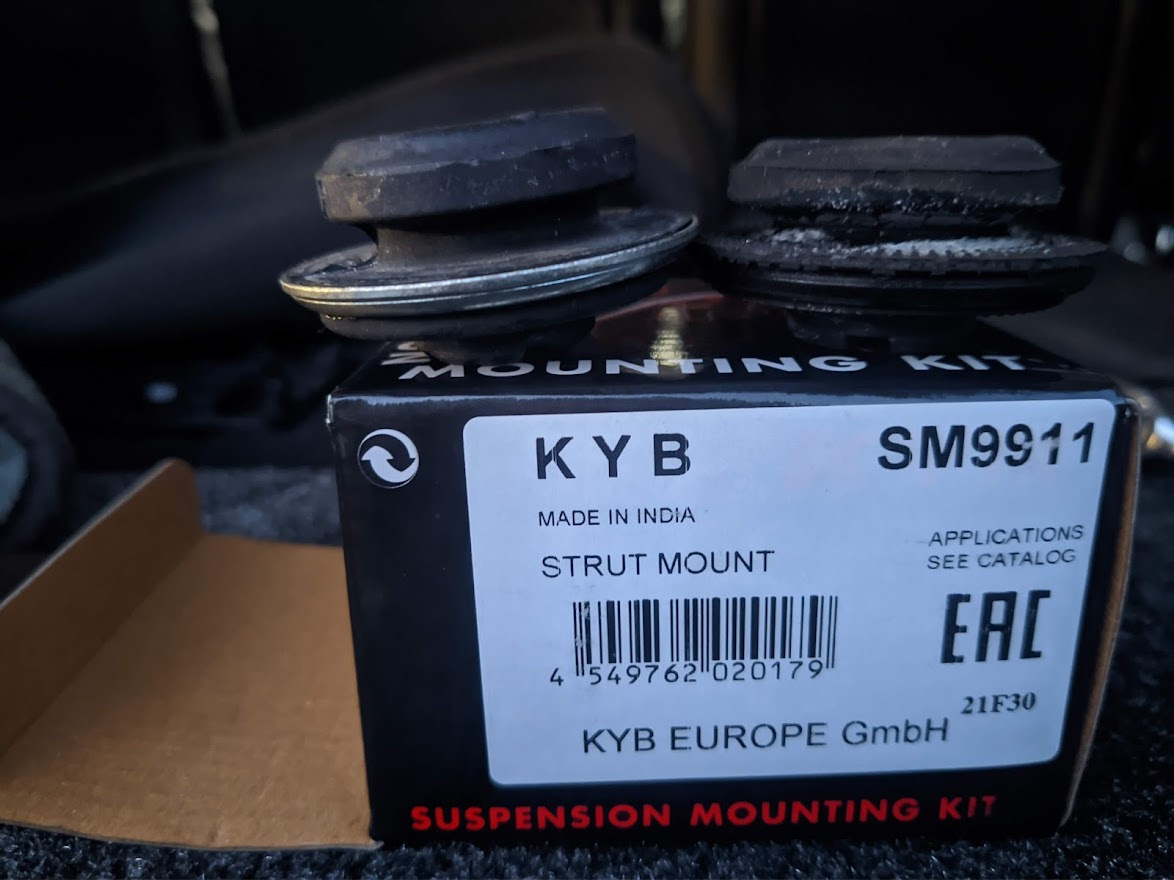 MOUNTING KIT
KYB
SM9911
MADE IN INDIA
APPLICATIONS
SEE CATALOG
STRUT MOUNT
EAC
4 549762 020179
21F30
KYB EUROPE GmbH
SUSPENSION MOUNTING KIT